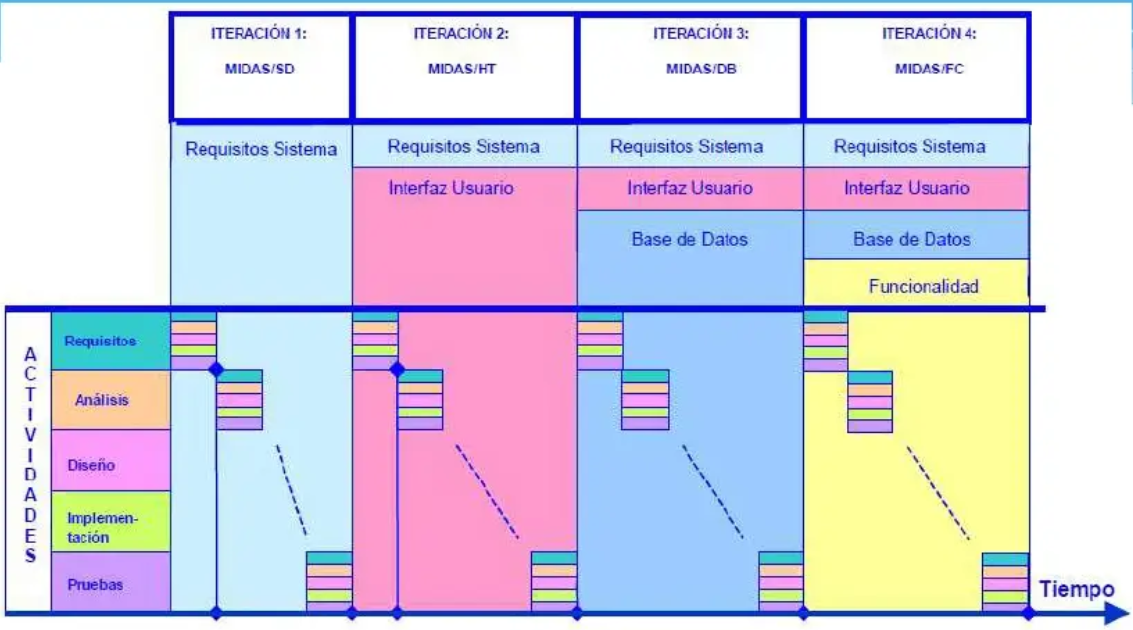 ITERACIÓN 1:
MIDAS/SD
ITERACIÓN 2:
MIDAS/HT
ITERACIÓN 3:
MIDAS/DB
ITERACIÓN 4:
MIDAS/FC
Requisitos Sistema
Requisitos Sistema
Requisitos Sistema
Requisitos Sistema
Interfaz Usuario
Interfaz Usuario
Interfaz Usuario
Base de Datos
Base de Datos
Funcionalidad
ACTIVIDADES
Requisitos
Análisis
Diseño
Implemen-
tación
Pruebas
Tiempo